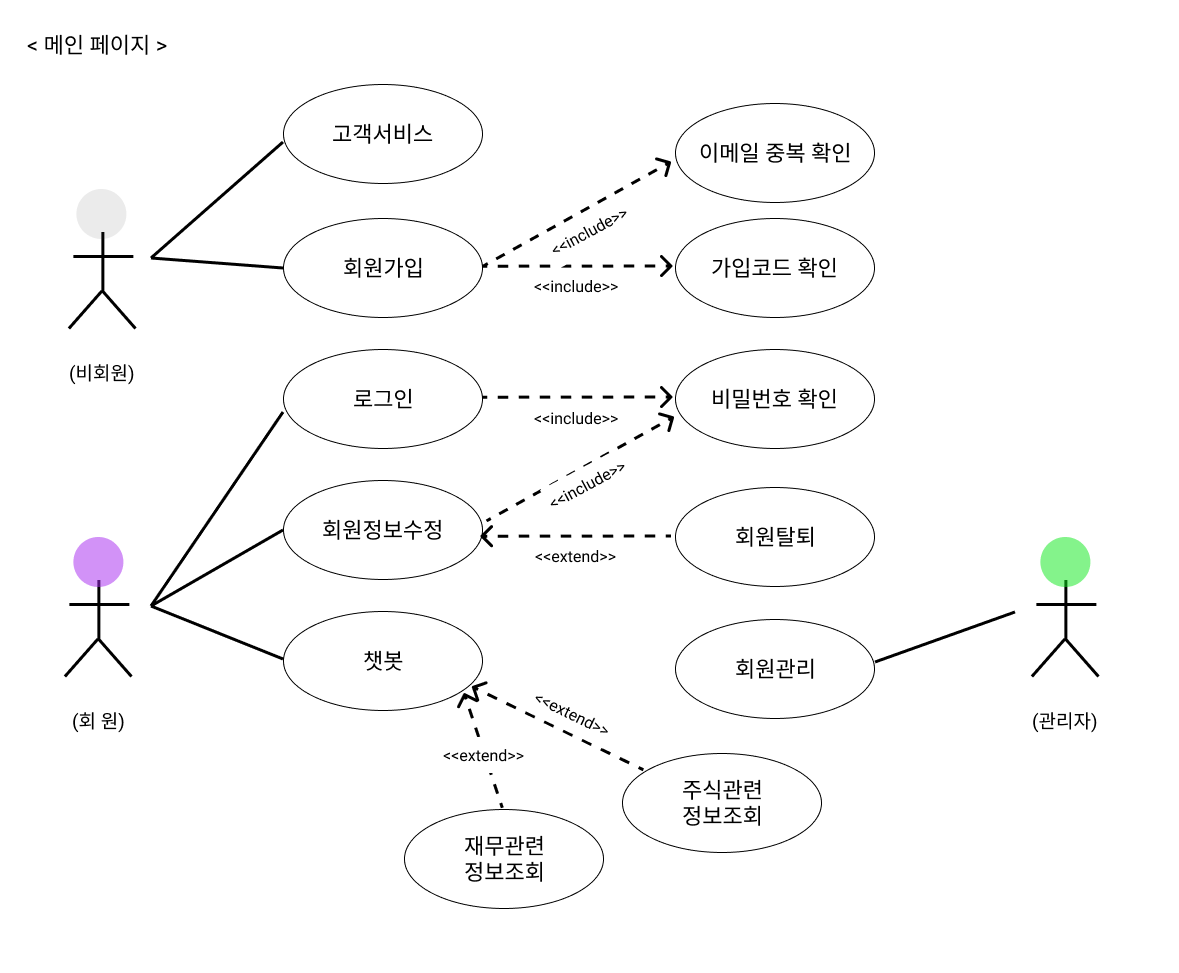 < 메인 페이지 >
고객서비스
이메일 중복 확인
<<include>>
회원가입
가입코드 확인
<<include>>
(비회원)
로그인
비밀번호 확인
<<include>>
<<include>>
회원정보수정
회원탈퇴
<<extend>>
챗봇
회원관리
(회 원)
(관리자)
<<extend>>
<<extend>>
주식관련
정보조회
재무관련
정보조회